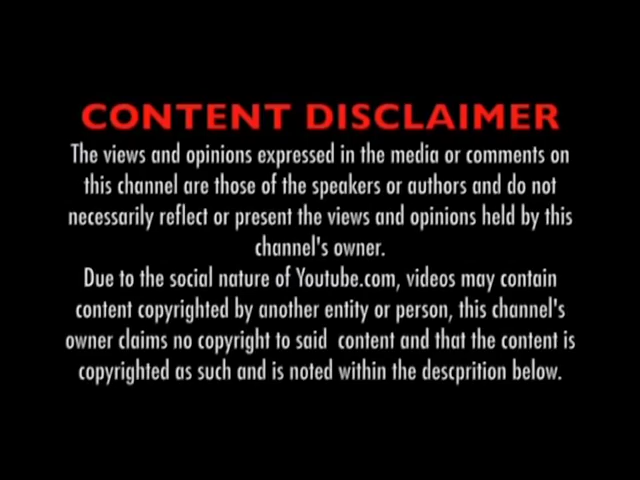 CONTENT DISCLAIMER
The views and opinions expressed in the media or comments on
this channel are those of the speakers or authors and do not
necessarily reflect or present the views and opinions held by this
channel's owner.
Due to the social nature of Youtube.com, videos may contain
content copyrighted by another entity or person, this channel's
owner claims no copyright to said  content and that the content is
copyrighted as such and is noted within the descprition below.